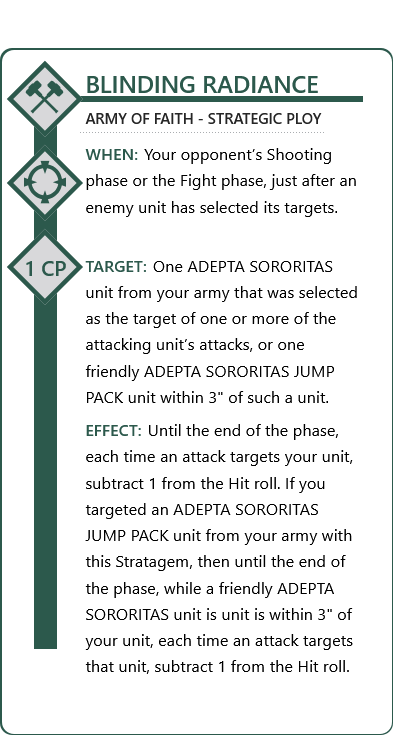 BLINDING RADIANCE
ARMY OF FAITH - STRATEGIC PLOY
WHEN: Your opponent’s Shooting
phase or the Fight phase, just after an
enemy unit has selected its targets.
1 CP
TARGET: One ADEPTA SORORITAS
unit from your army that was selected
as the target of one or more of the
attacking unit’s attacks, or one
friendly ADEPTA SORORITAS JUMP
PACK unit within 3" of such a unit.
EFFECT: Until the end of the phase,
each time an attack targets your unit,
subtract 1 from the Hit roll. If you
targeted an ADEPTA SORORITAS
JUMP PACK unit from your army with
this Stratagem, then until the end of
the phase, while a friendly ADEPTA
SORORITAS unit is unit is within 3" of
your unit, each time an attack targets
that unit, subtract 1 from the Hit roll.